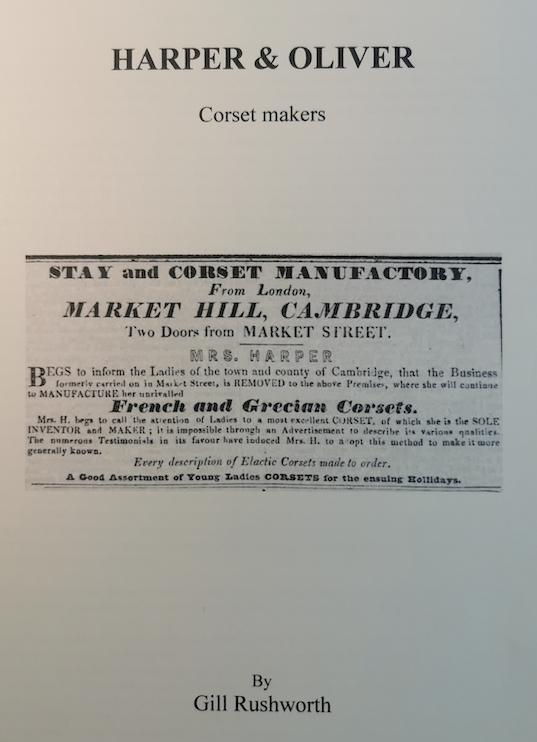 HARPER & OLIVER
Corset makers
STAY and CORSET MANUFACTORY,
From London,
MARKET HILL, CAMBRIDGE,
Two Doors from MARKET STREET.
MRS. HARPER
BEGS to inform the Ladies of the town and county of Cambridge, that the Business
formerly carried on in Market Street, is REMOVED to the above Premises, where she will continue
to MANUFACTURE her unrivalled
French and Grecian Corsets.
Mrs. H. begs to call the attention of Ladies to a most excellent CORSET, of which she is the SOLE
INVENTOR and MAKER; it is impossible through an Advertisement to describe its various qualities.
The numerous Testimonials in its favour have induced Mrs. H. to adopt this method to make it more
generally known.
Every description of Elactic Corsets made to order.
A Good Assortment of Young Ladies CORSETS for the ensuing Hollidays.
By
Gill Rushworth